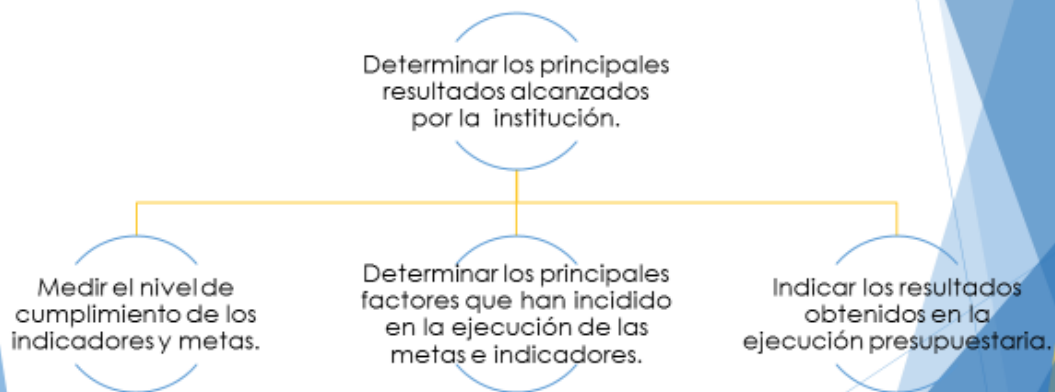 Determinar los principales
resultados alcanzados
por la institución.
Medir el nivel de
cumplimiento de los
indicadores y metas.
Determinar los principales
factores que han incidido
en la ejecución de las
metas e indicadores.
Indicar los resultados
obtenidos en la
ejecución presupuestaria.